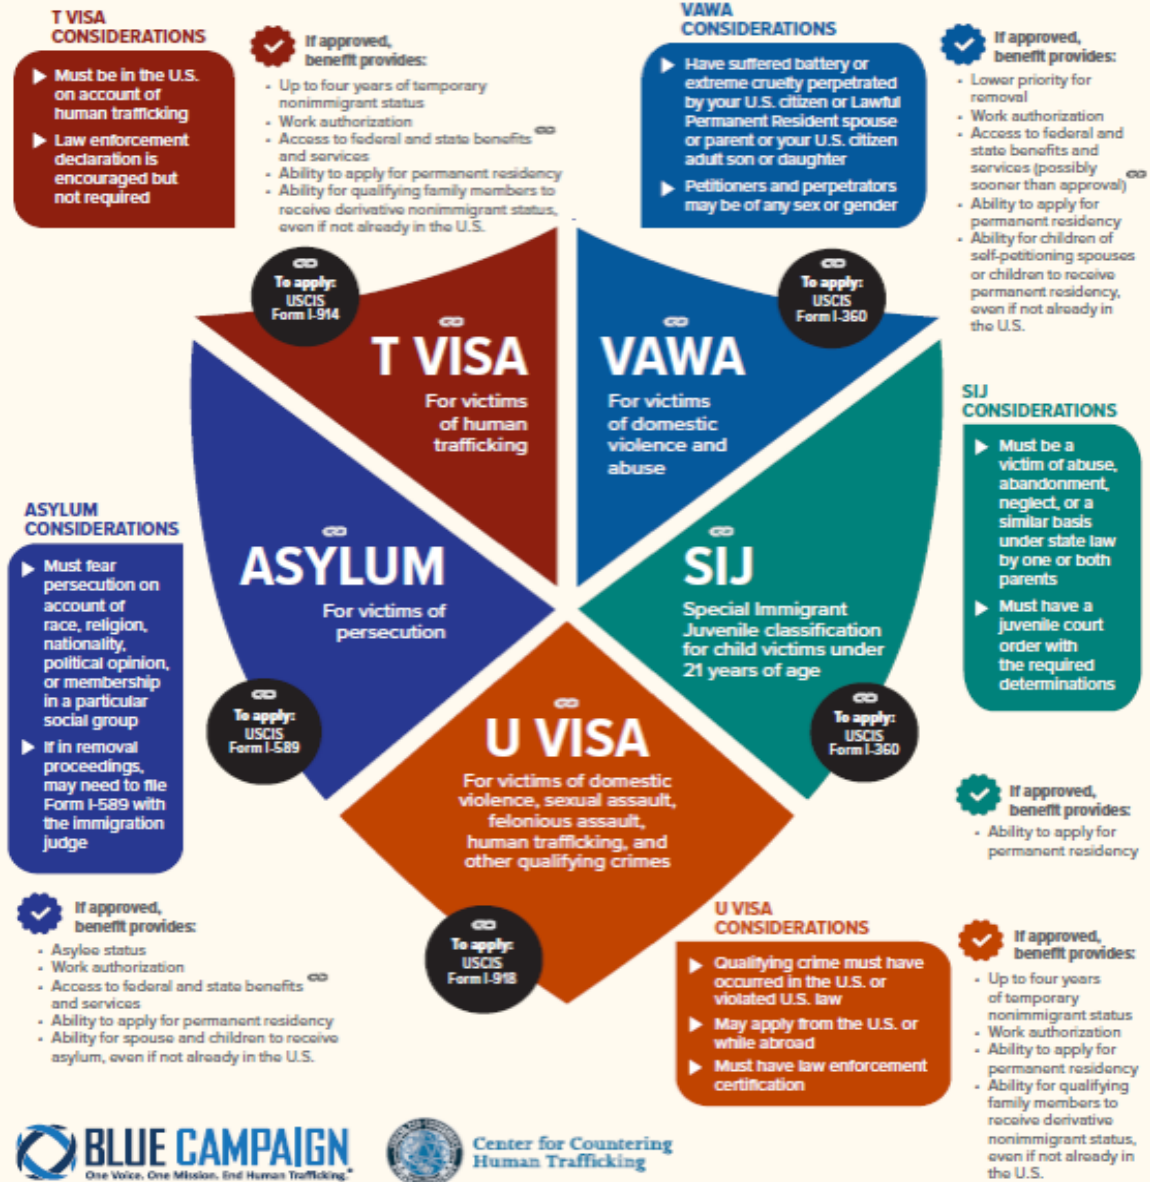 T VISA
CONSIDERATIONS
Must be in the U.S.
on account of
human trafficking
Law enforcement
declaration is
encouraged but
not required
If approved,
benefit provides:
Up to four years of temporary
nonimmigrant status
Work authorization
Access to federal and state benefits
and services
Ability to apply for permanent residency
Ability for qualifying family members to
receive derivative nonimmigrant status,
even if not already in the U.S.
VAWA
CONSIDERATIONS
Have suffered battery or
extreme cruelty perpetrated
by your U.S. citizen or Lawful
Permanent Resident spouse
or parent or your U.S. citizen
adult son or daughter
Petitioners and perpetrators
may be of any sex or gender
If approved,
benefit provides:
Lower priority for
removal
Work authorization
Access to federal and
state benefits and
services (possibly
sooner than approval)
Ability to apply for
permanent residency
Ability for children of
self-petitioning spouses
or children to receive
permanent residency,
even if not already in
the U.S.
To apply:
USCIS
Form I-914
T VISA
For victims
of human
trafficking
To apply:
USCIS
Form I-360
VAWA
For victims
of domestic
violence and
abuse
SIJ
CONSIDERATIONS
Must be a
victim of abuse,
abandonment,
neglect, or a
similar basis
under state law
by one or both
parents
Must have a
juvenile court
order with
the required
determinations
ASYLUM
CONSIDERATIONS
Must fear
persecution on
account of
race, religion,
nationality,
political opinion,
or membership
in a particular
social group
If in removal
proceedings,
may need to file
Form I-589 with
the immigration
judge
ASYLUM
For victims of
persecution
To apply:
USCIS
Form I-589
SIJ
Special Immigrant
Juvenile classification
for child victims under
21 years of age
To apply:
USCIS
Form I-360
If approved,
benefit provides:
Ability to apply for
permanent residency
U VISA
For victims of domestic
violence, sexual assault,
felonious assault,
human trafficking, and
other qualifying crimes
To apply:
USCIS
Form I-918
If approved,
benefit provides:
Asylee status
Work authorization
Access to federal and state benefits
and services
Ability to apply for permanent residency
Ability for spouse and children to receive
asylum, even if not already in the U.S.
U VISA
CONSIDERATIONS
Qualifying crime must have
occurred in the U.S. or
violated U.S. law
May apply from the U.S. or
while abroad
Must have law enforcement
certification
If approved,
benefit provides:
Up to four years
of temporary
nonimmigrant status
Work authorization
Ability to apply for
permanent residency
Ability for qualifying
family members to
receive derivative
nonimmigrant status,
even if not already in
the U.S.
BLUE CAMPAIGN
One Voice. One Mission. End Human Trafficking.®
Center for Countering
Human Trafficking